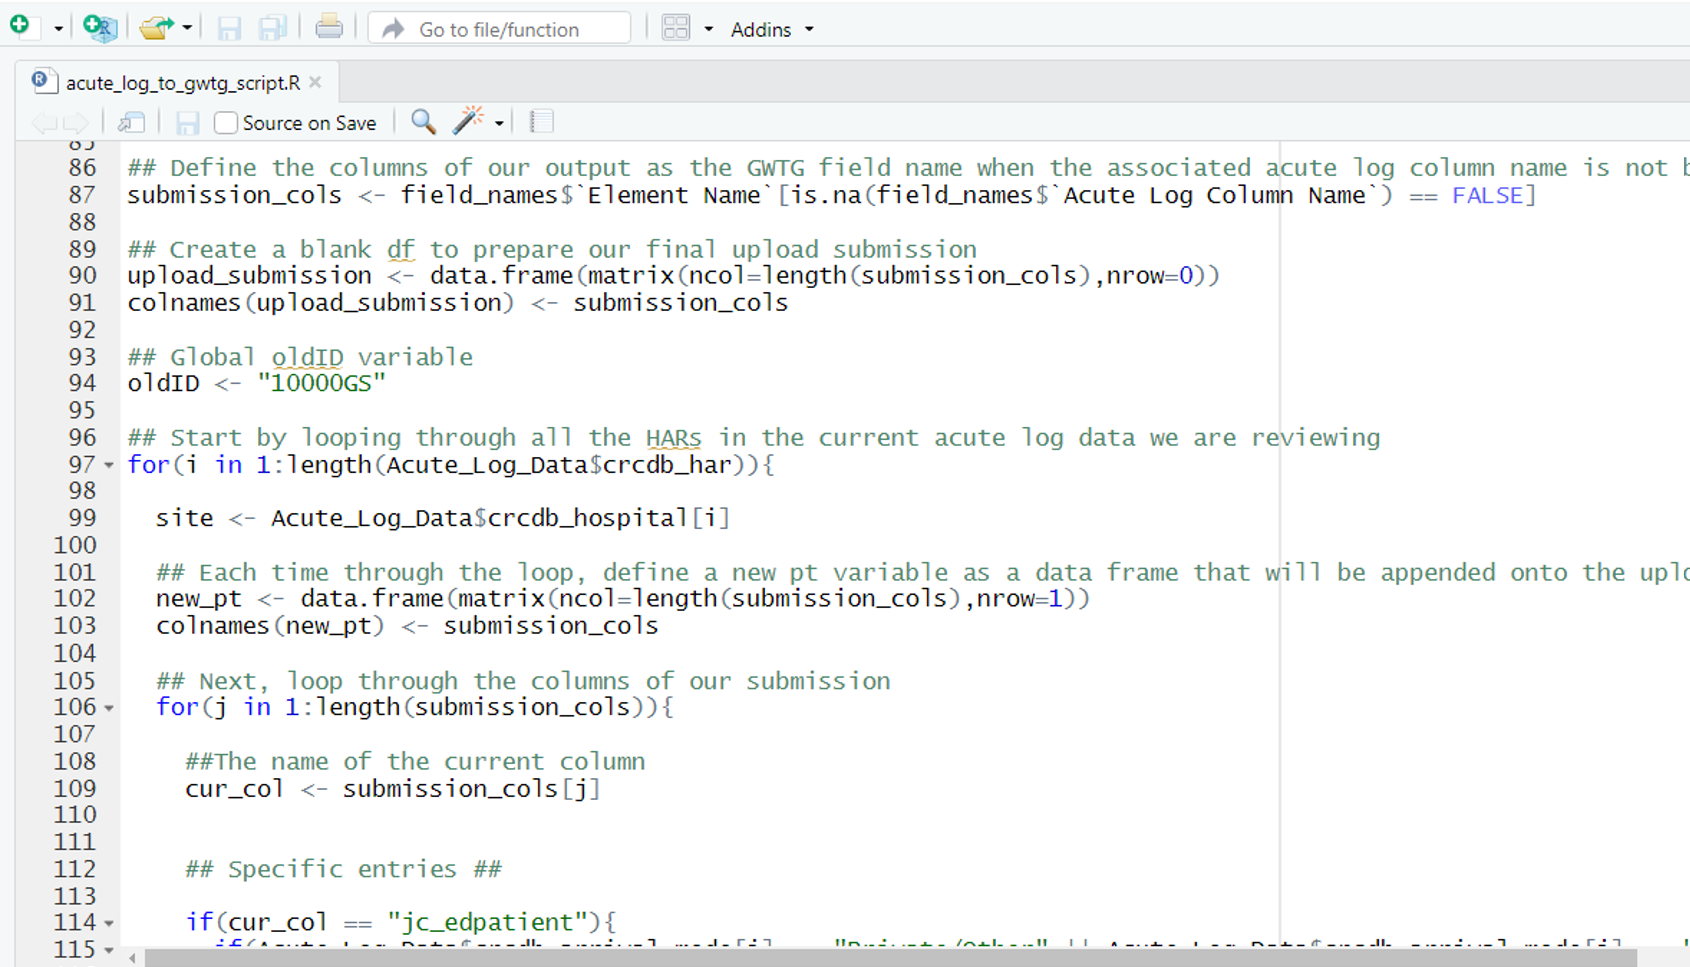 Go to file/function
Addins
acute_log_to_gwtg_script.R
Source on Save
85
86 ## Define the columns of our output as the GWTG field name when the associated acute log column name is not
87 submission_cols <- field_names$`Element Name`[is.na(field_names$`Acute Log Column Name`) == FALSE]
88
89 ## Create a blank df to prepare our final upload submission
90 upload_submission <- data.frame(matrix(ncol=length(submission_cols),nrow=0))
91 colnames(upload_submission) <- submission_cols
92
93 ## Global oldID variable
94 oldID <- "10000GS"
95
96 ## Start by looping through all the HARs in the current acute log data we are reviewing
97 for(i in 1:length(Acute_Log_Data$crcdb_har)){
98
99 site <- Acute_Log_Data$crcdb_hospital[i]
100
101 ## Each time through the loop, define a new pt variable as a data frame that will be appended onto the
102 new_pt <- data.frame(matrix(ncol=length(submission_cols),nrow=1))
103 colnames(new_pt) <- submission_cols
104
105 ## Next, loop through the columns of our submission
106 for(j in 1:length(submission_cols)){
107
108 ##The name of the current column
109 cur_col <- submission_cols[j]
110
111
112 ## Specific entries ##
113
114 if(cur_col == "jc_edpatient"){
115